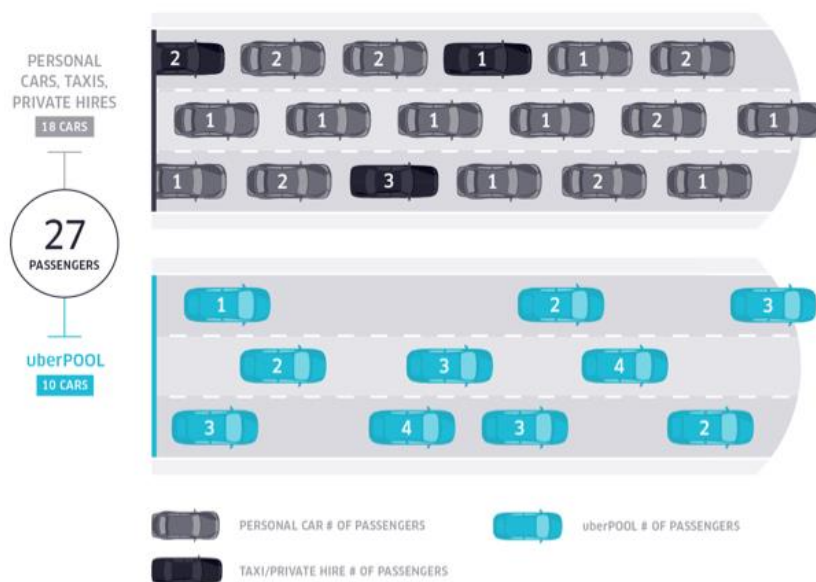 PERSONAL
CARS, TAXIS,
PRIVATE HIRES
18 CARS
27
PASSENGERS
uberPOOL
10 CARS
2 2 2 1 1 2
1 1 1 1 2 1
1 2 3 1 2 1
1 2 3
2 3 4
3 4 3 2
PERSONAL CAR # OF PASSENGERS
uberPOOL # OF PASSENGERS
TAXI/PRIVATE HIRE # OF PASSENGERS